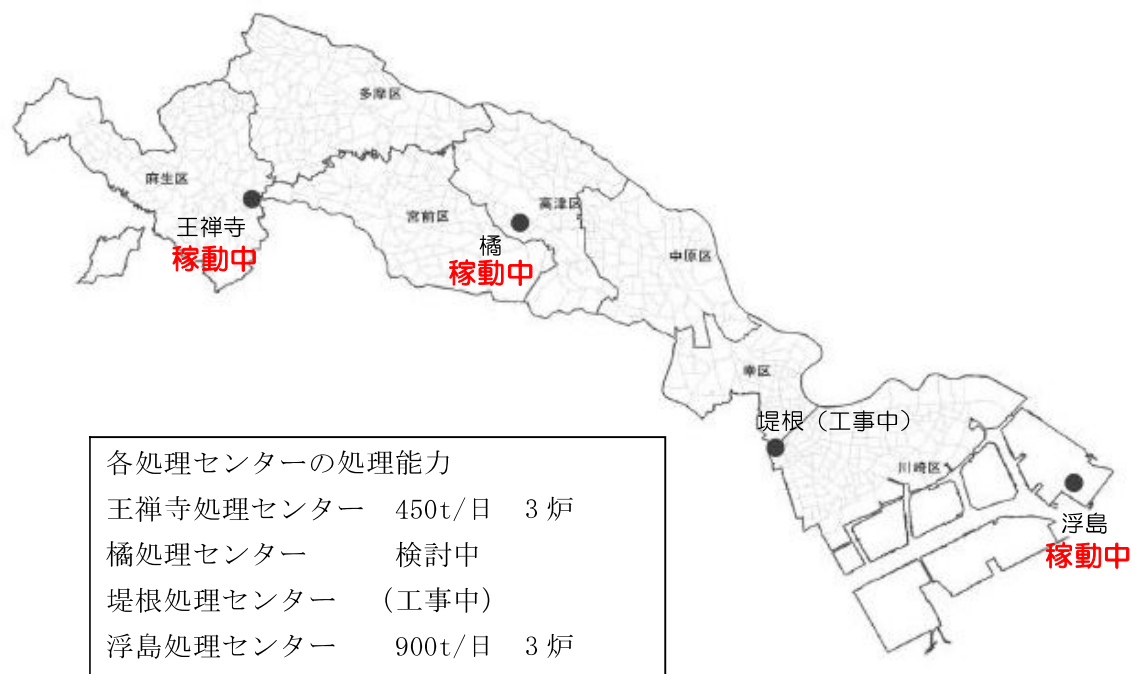 多摩区
麻生区
王禅寺
稼動中
宮前区
高津区
橘
稼動中
中原区
幸区
堤根（工事中）
川崎区
浮島
稼動中
各処理センターの処理能力
王禅寺処理センター　450t/日　3炉
橘処理センター　検討中
堤根処理センター　（工事中）
浮島処理センター　900t/日　3炉